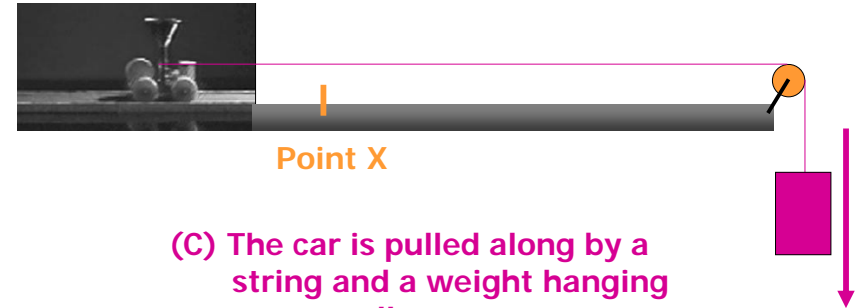 Point X
(C) The car is pulled along by a
string and a weight hanging